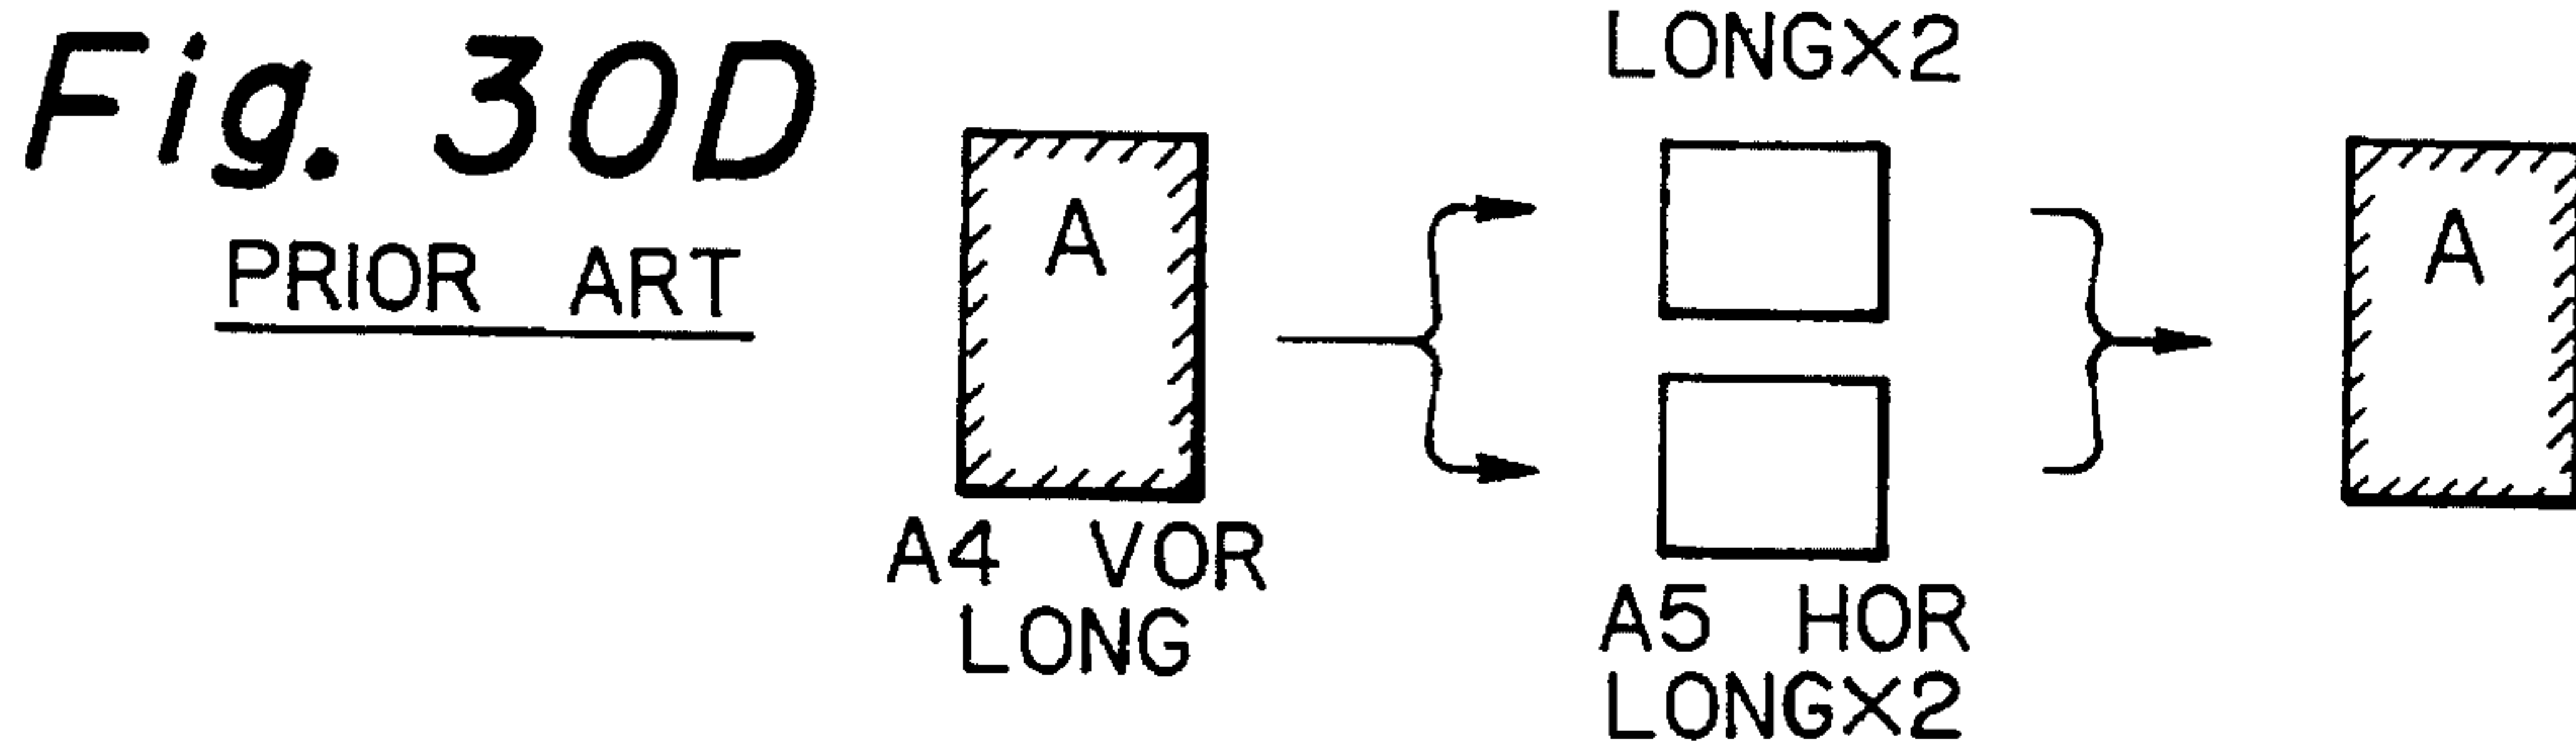 Fig. 30D
PRIOR ART
A
A4 VOR
LONG
LONG×2
A5 HOR
LONG×2
A